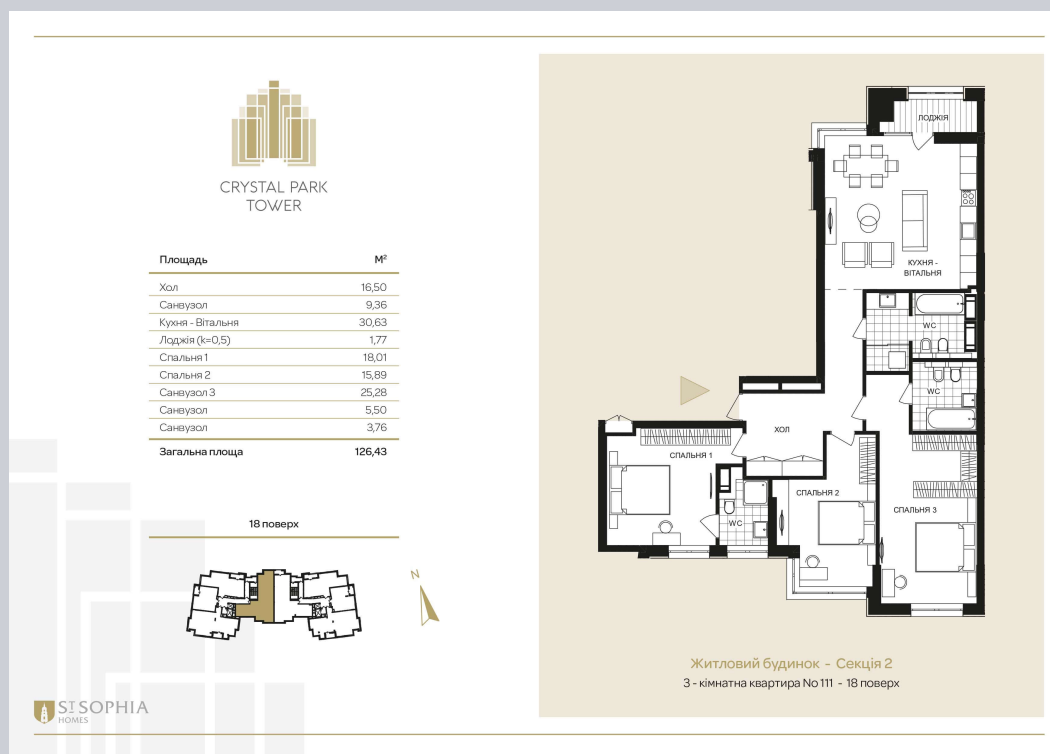 CRYSTAL PARK
TOWER
Площадь M²
Хол 16,50
Санвузол 9,36
Кухня - Вітальня 30,63
Лоджія (k=0,5) 1,77
Спальня 1 18,01
Спальня 2 15,89
Санвузол 3 25,28
Санвузол 5,50
Санвузол 3,76
Загальна площа 126,43
18 поверх
N
ST SOPHIA
HOMES
ЛОДЖІЯ
КУХНЯ -
ВІТАЛЬНЯ
WC
WC
ХОЛ
СПАЛЬНЯ 1
СПАЛЬНЯ 2
WC
СПАЛЬНЯ 3
Житловий будинок - Секція 2
3 - кімнатна квартира No 111 - 18 поверх